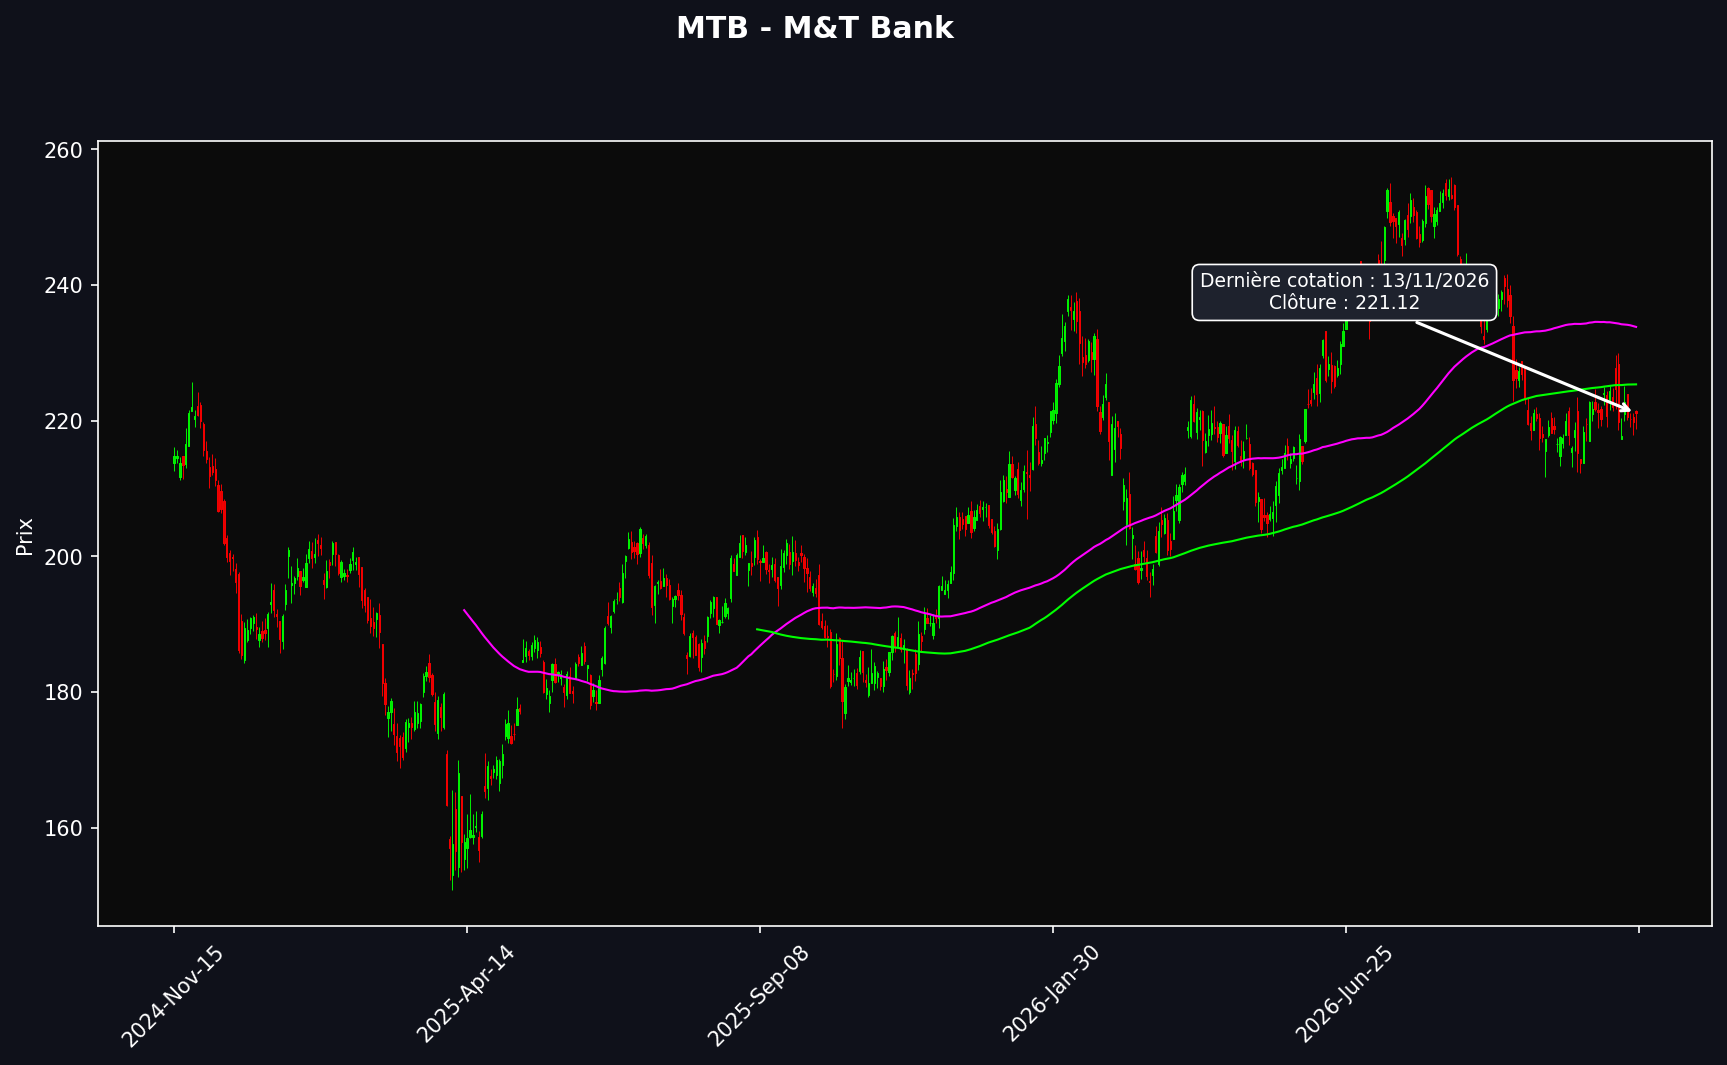 MTB - M&T Bank
260
240
220
200
180
160
Prix
Dernière cotation : 13/11/2026
Clôture : 221.12
2024-Nov-15
2025-Apr-14
2025-Sep-08
2026-Jan-30
2026-Jun-25